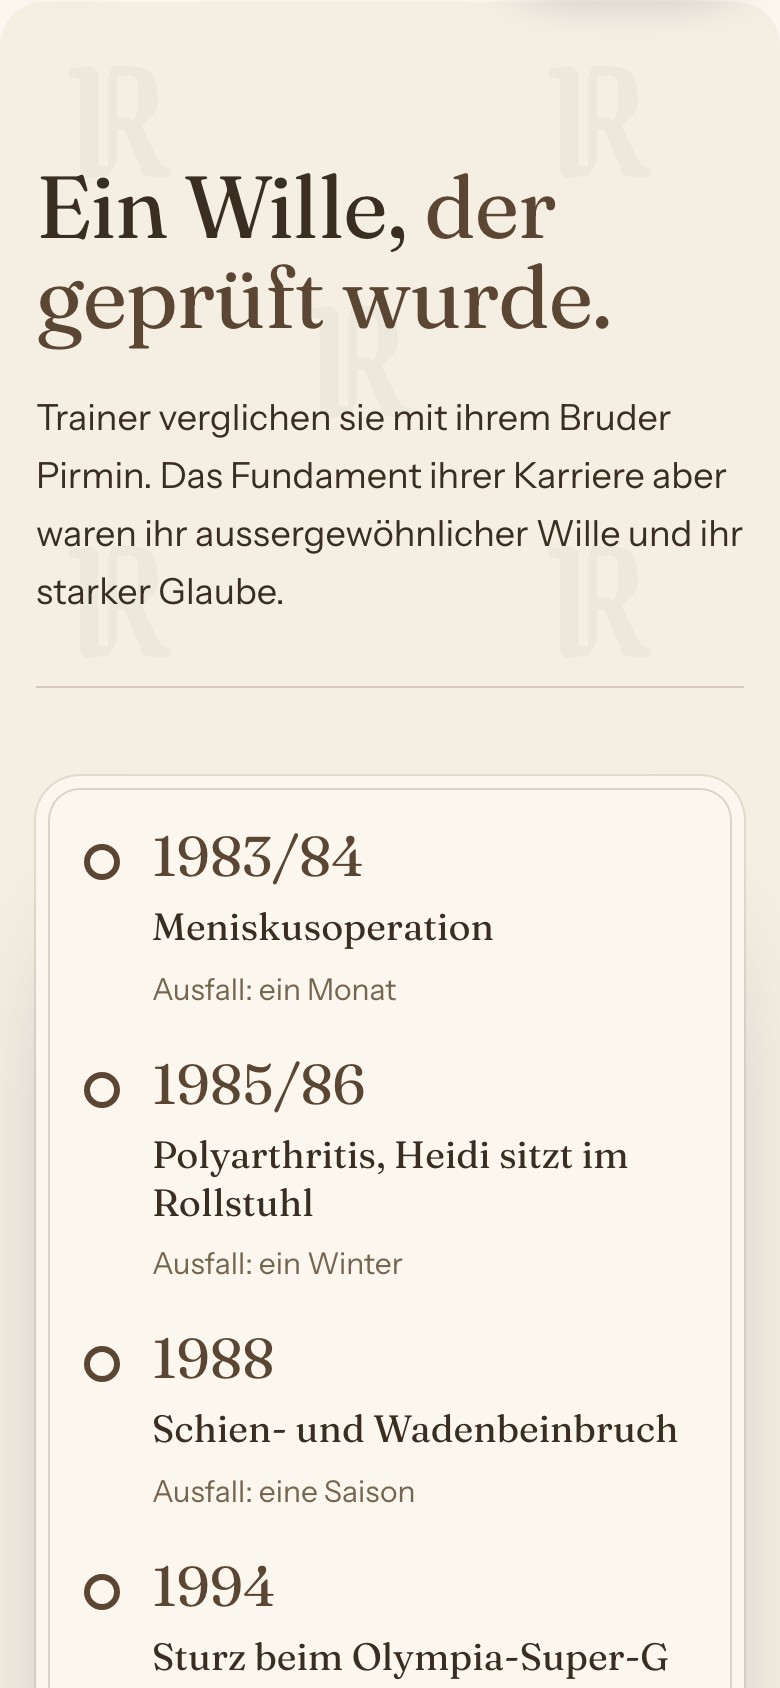 Ein Wille, der
geprüft wurde.
Trainer verglichen sie mit ihrem Bruder
Pirmin. Das Fundament ihrer Karriere aber
waren ihr aussergewöhnlicher Wille und ihr
starker Glaube.
1983/84
Meniskusoperation
Ausfall: ein Monat
1985/86
Polyarthritis, Heidi sitzt im
Rollstuhl
Ausfall: ein Winter
1988
Schien- und Wadenbeinbruch
Ausfall: eine Saison
1994
Sturz beim Olympia-Super-G